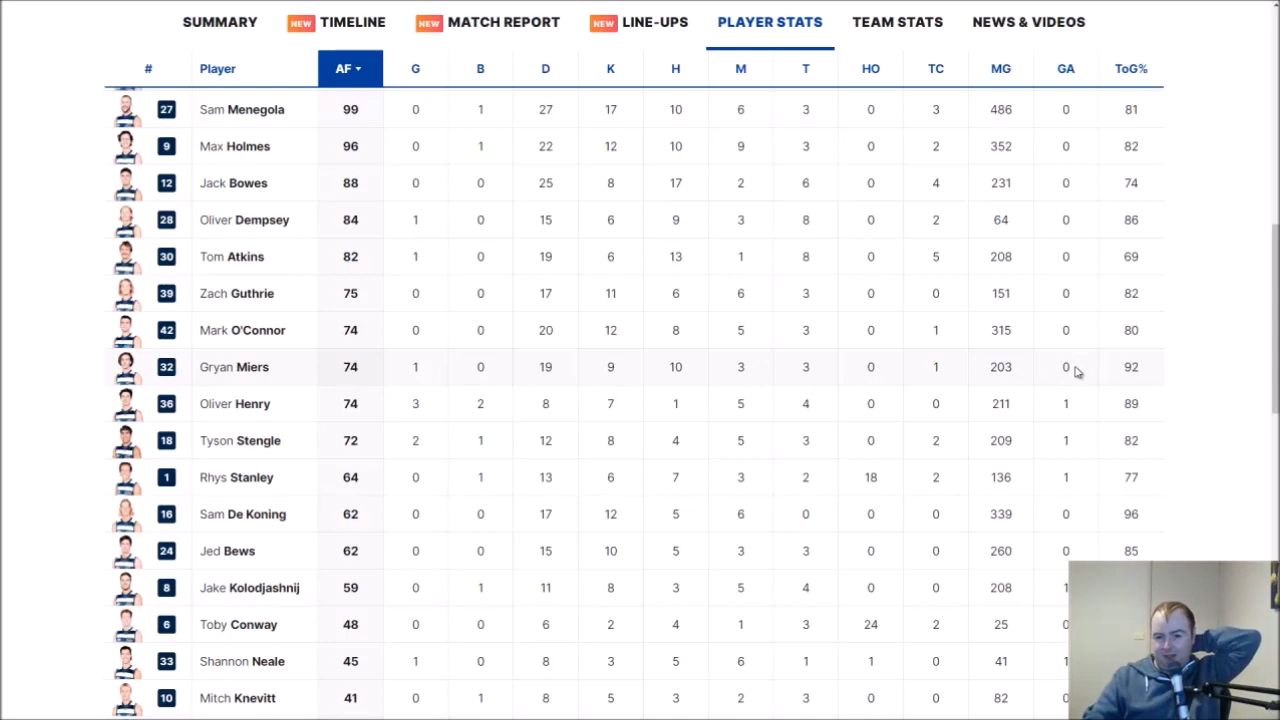 SUMMARY NEW TIMELINE NEW MATCH REPORT NEW LINE-UPS PLAYER STATS TEAM STATS NEWS & VIDEOS
# Player AF G B D K H M T HO TC MG GA ToG%
27 Sam Menegola 99 0 1 27 17 10 6 3 0 3 486 0 81
9 Max Holmes 96 0 1 22 12 10 9 3 0 2 352 0 82
12 Jack Bowes 88 0 0 25 8 17 2 6 0 4 231 0 74
28 Oliver Dempsey 84 1 0 15 6 9 3 8 0 2 64 0 86
30 Tom Atkins 82 1 0 19 6 13 1 8 0 5 208 0 69
39 Zach Guthrie 75 0 0 17 11 6 6 3 0 0 151 0 82
42 Mark O'Connor 74 0 0 20 12 8 5 3 0 1 315 0 80
32 Gryan Miers 74 1 0 19 9 10 3 3 0 1 203 0 92
36 Oliver Henry 74 3 2 8 7 1 5 4 0 0 211 1 89
18 Tyson Stengle 72 2 1 12 8 4 5 3 0 2 209 1 82
1 Rhys Stanley 64 0 1 13 6 7 3 2 18 2 136 1 77
16 Sam De Koning 62 0 0 17 12 5 6 0 0 0 339 0 96
24 Jed Bews 62 0 0 15 10 5 3 3 0 0 260 0 85
8 Jake Kolodjashnij 59 0 1 11 8 3 5 4 0 0 208 1
6 Toby Conway 48 0 0 6 2 4 1 3 24 2 25 0
33 Shannon Neale 45 1 0 8 3 5 6 1 1 0 41 1
10 Mitch Knevitt 41 0 1 8 5 3 2 3 0 0 82 0